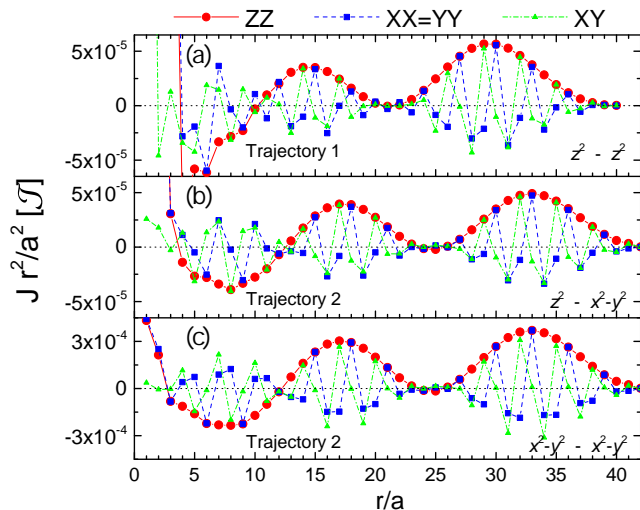 ZZ XX=YY XY
(a)
5x10⁻⁵
0
-5x10⁻⁵
Trajectory 1
z² - z²
(b)
5x10⁻⁵
0
-5x10⁻⁵
Trajectory 2
z² - x²-y²
(c)
3x10⁻⁴
0
-3x10⁻⁴
Trajectory 2
x²-y² - x²-y²
J r²/a² [𝒥]
0 5 10 15 20 25 30 35 40
r/a